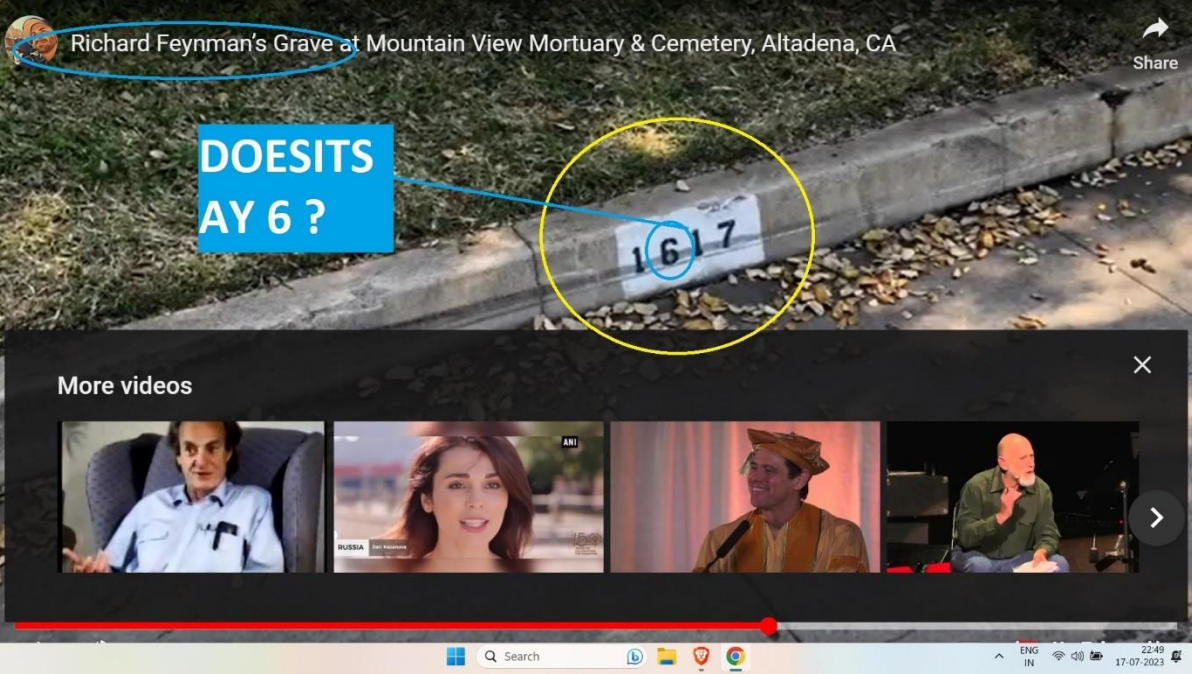 Richard Feynman's Grave at Mountain View Mortuary & Cemetery, Altadena, CA
Share
DOESITS
AY 6 ?
1617
More videos
ANI
RUSSIA
Search
ENG
IN
22:49
17-07-2023